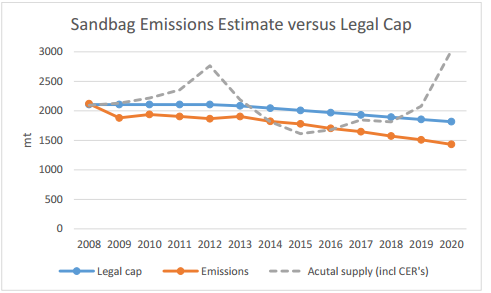 Sandbag Emissions Estimate versus Legal Cap
3000
2500
2000
1500
1000
500
0
mt
2008 2009 2010 2011 2012 2013 2014 2015 2016 2017 2018 2019 2020
Legal cap Emissions Acutal supply (incl CER's)